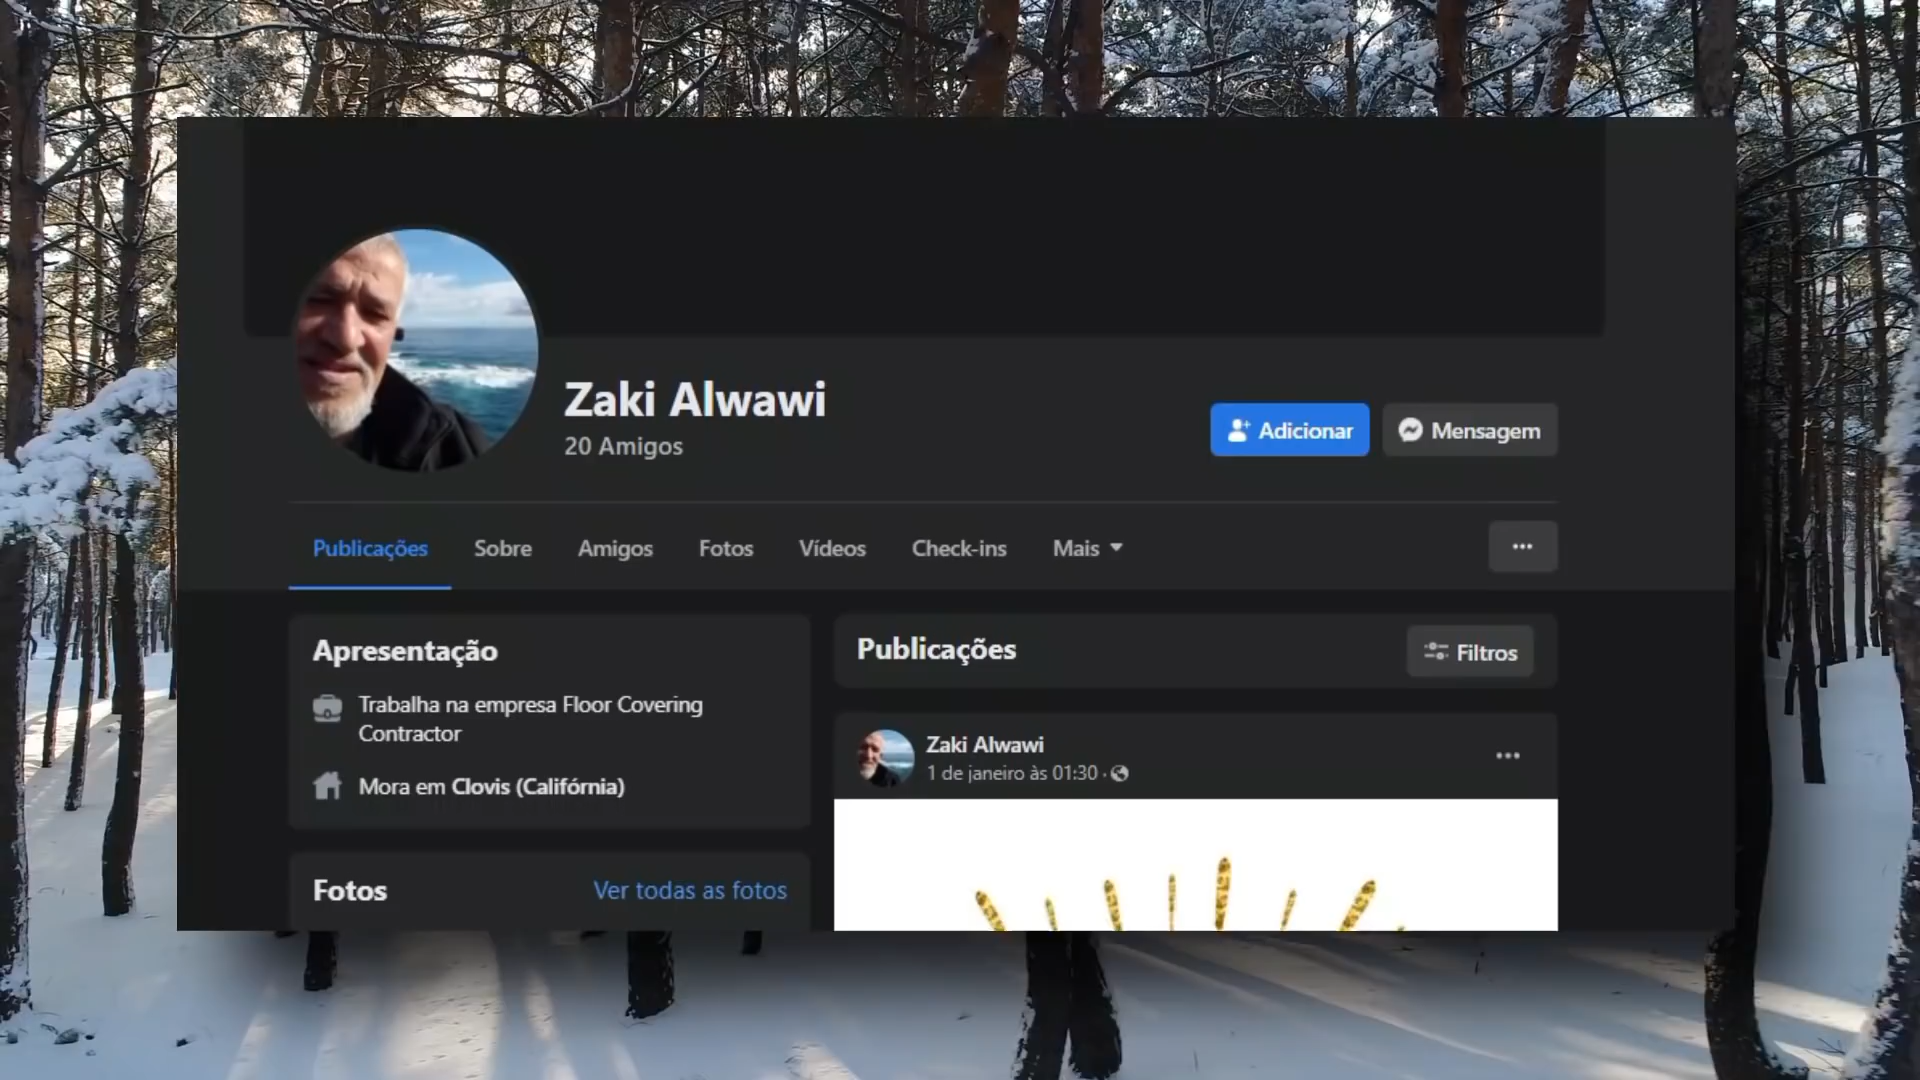 Zaki Alwawi
20 Amigos
Adicionar
Mensagem
Publicações
Sobre
Amigos
Fotos
Vídeos
Check-ins
Mais
Apresentação
Trabalha na empresa Floor Covering
Contractor
Mora em Clovis (Califórnia)
Fotos
Ver todas as fotos
Publicações
Filtros
Zaki Alwawi
1 de janeiro às 01:30 ·